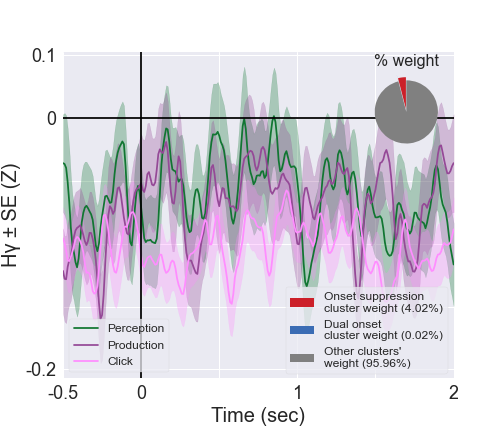 % weight
0.1
0
-0.2
Hγ ± SE (Z)
Perception
Production
Click
Onset suppression
cluster weight (4.02%)
Dual onset
cluster weight (0.02%)
Other clusters'
weight (95.96%)
-0.5
0
1
2
Time (sec)